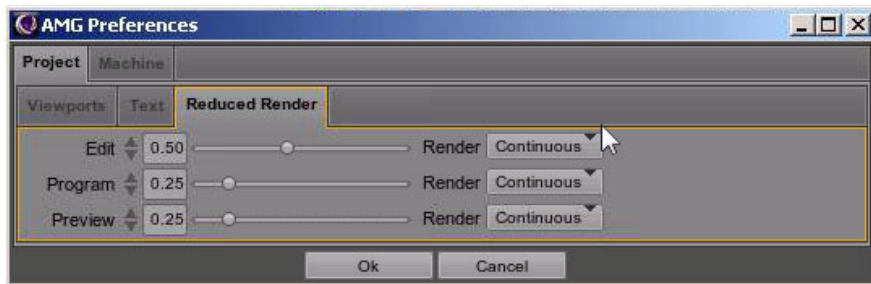 AMG Preferences
Project Machine
Viewports Text Reduced Render
Edit 0.50 Render Continuous
Program 0.25 Render Continuous
Preview 0.25 Render Continuous
Ok Cancel